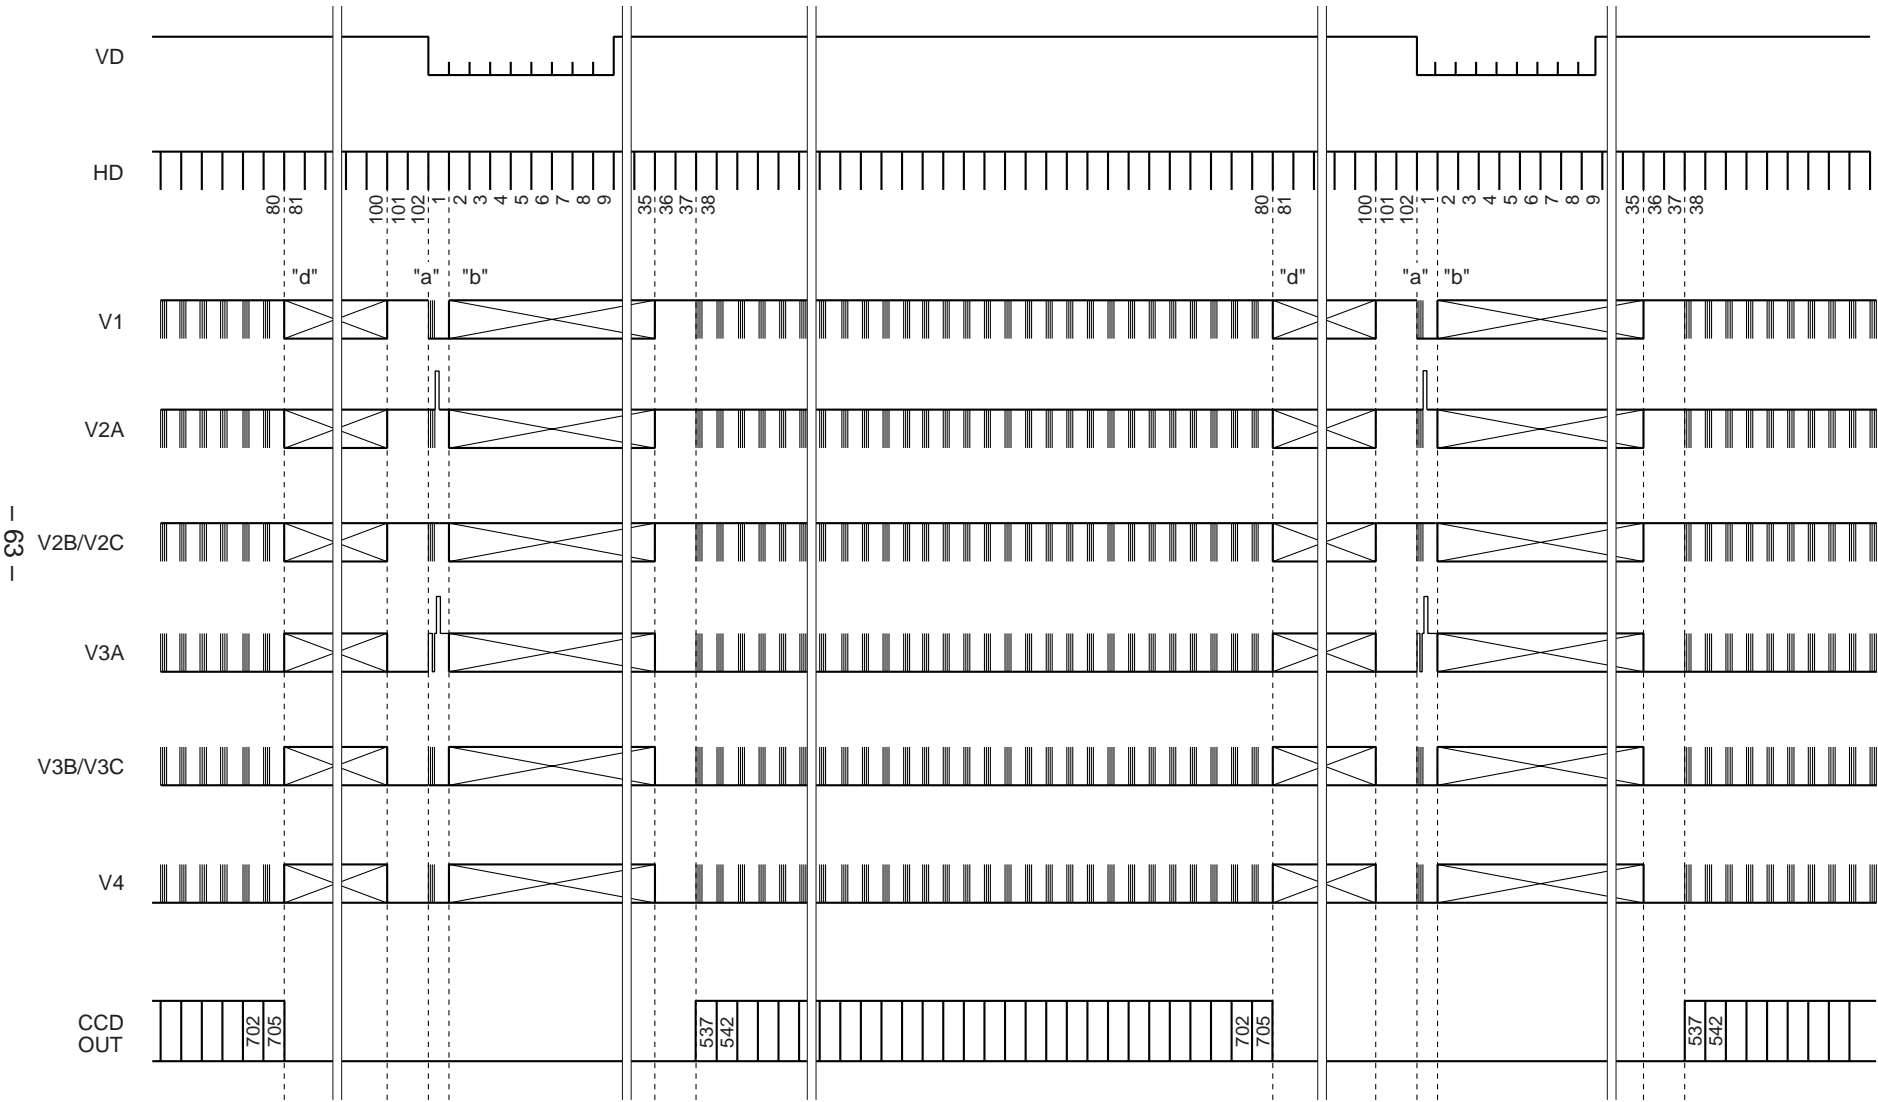 VD
HD
80 81 100 101 102 1 2 3 4 5 6 7 8 9 35 36 37 38 80 81 100 101 102 1 2 3 4 5 6 7 8 9 35 36 37 38
"d" "a" "b" "d" "a" "b"
V1
V2A
V2B/V2C
– 63 –
V3A
V3B/V3C
V4
CCD
OUT
702 705 537 542 702 705 537 542